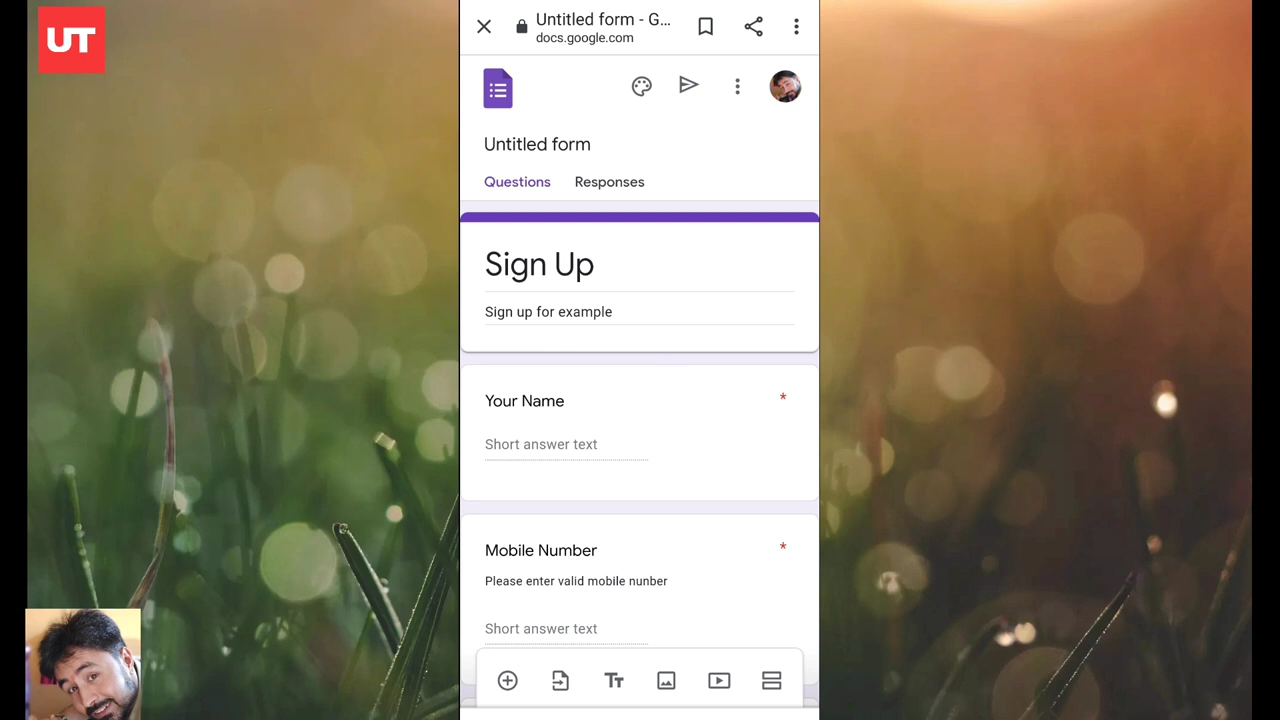 UT
Untitled form - G...
docs.google.com
Untitled form
Questions Responses
Sign Up
Sign up for example
Your Name *
Short answer text
Mobile Number *
Please enter valid mobile nunber
Short answer text
Tт